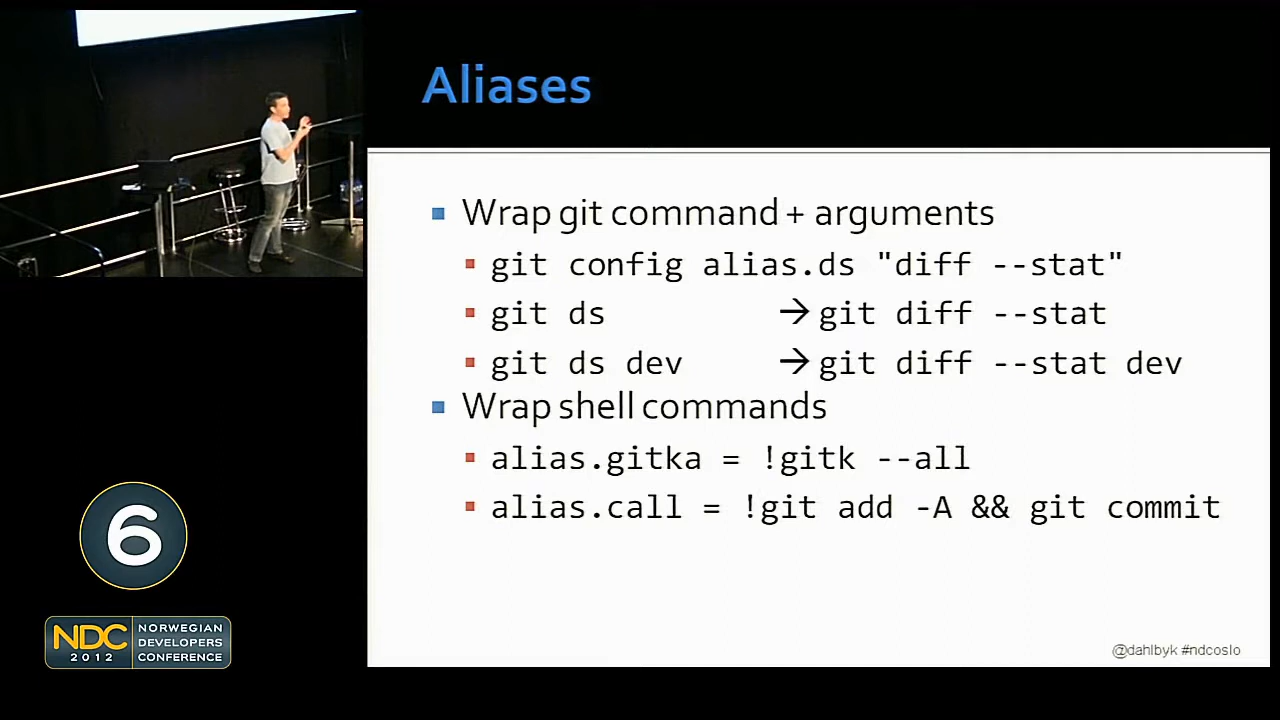 Aliases
Wrap git command + arguments
git config alias.ds "diff --stat"
git ds → git diff --stat
git ds dev → git diff --stat dev
Wrap shell commands
alias.gitka = !gitk --all
alias.call = !git add -A && git commit
6
NDC
2012
NORWEGIAN
DEVELOPERS
CONFERENCE
@dahlbyk #ndcoslo